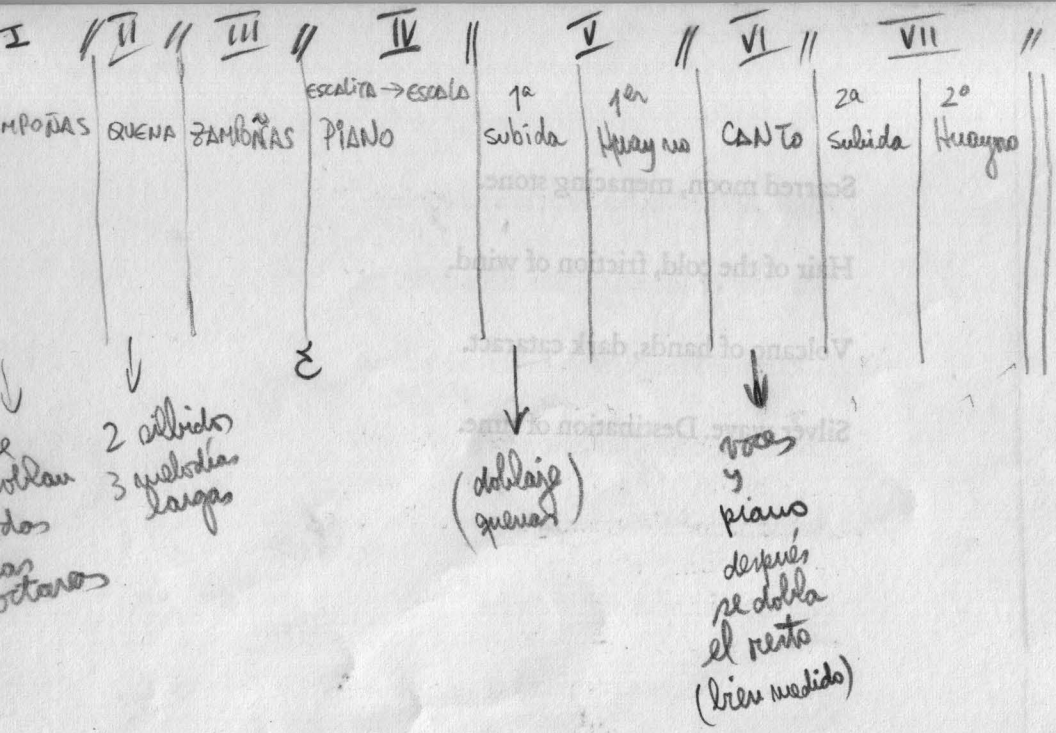 I // II // III // IV // V // VI // VII //
MPOÑAS QUENA ZAMPOÑAS ESCALITA → ESCALA PIANO 1ª subida 1er Huayno CANTO 2ª subida 2º Huayno
Scarred moon, menacing stone.
Hair of the cold, friction of wind.
Volcano of hands, dark cataract.
Silver wave, Destination of time.
oblan
dos
as
octavas
2 silbidos
3 melodías
largas
(doblaje
quenas)
voces
y
piano
después
se dobla
el resto
(bien medido)